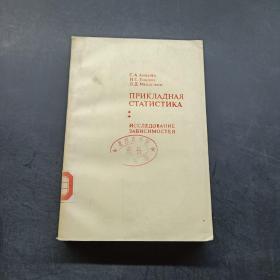 С.А. Айвазян
И.С. Енюков
Л.Д. Мешалкин
ПРИКЛАДНАЯ
СТАТИСТИКА
ИССЛЕДОВАНИЕ
ЗАВИСИМОСТЕЙ